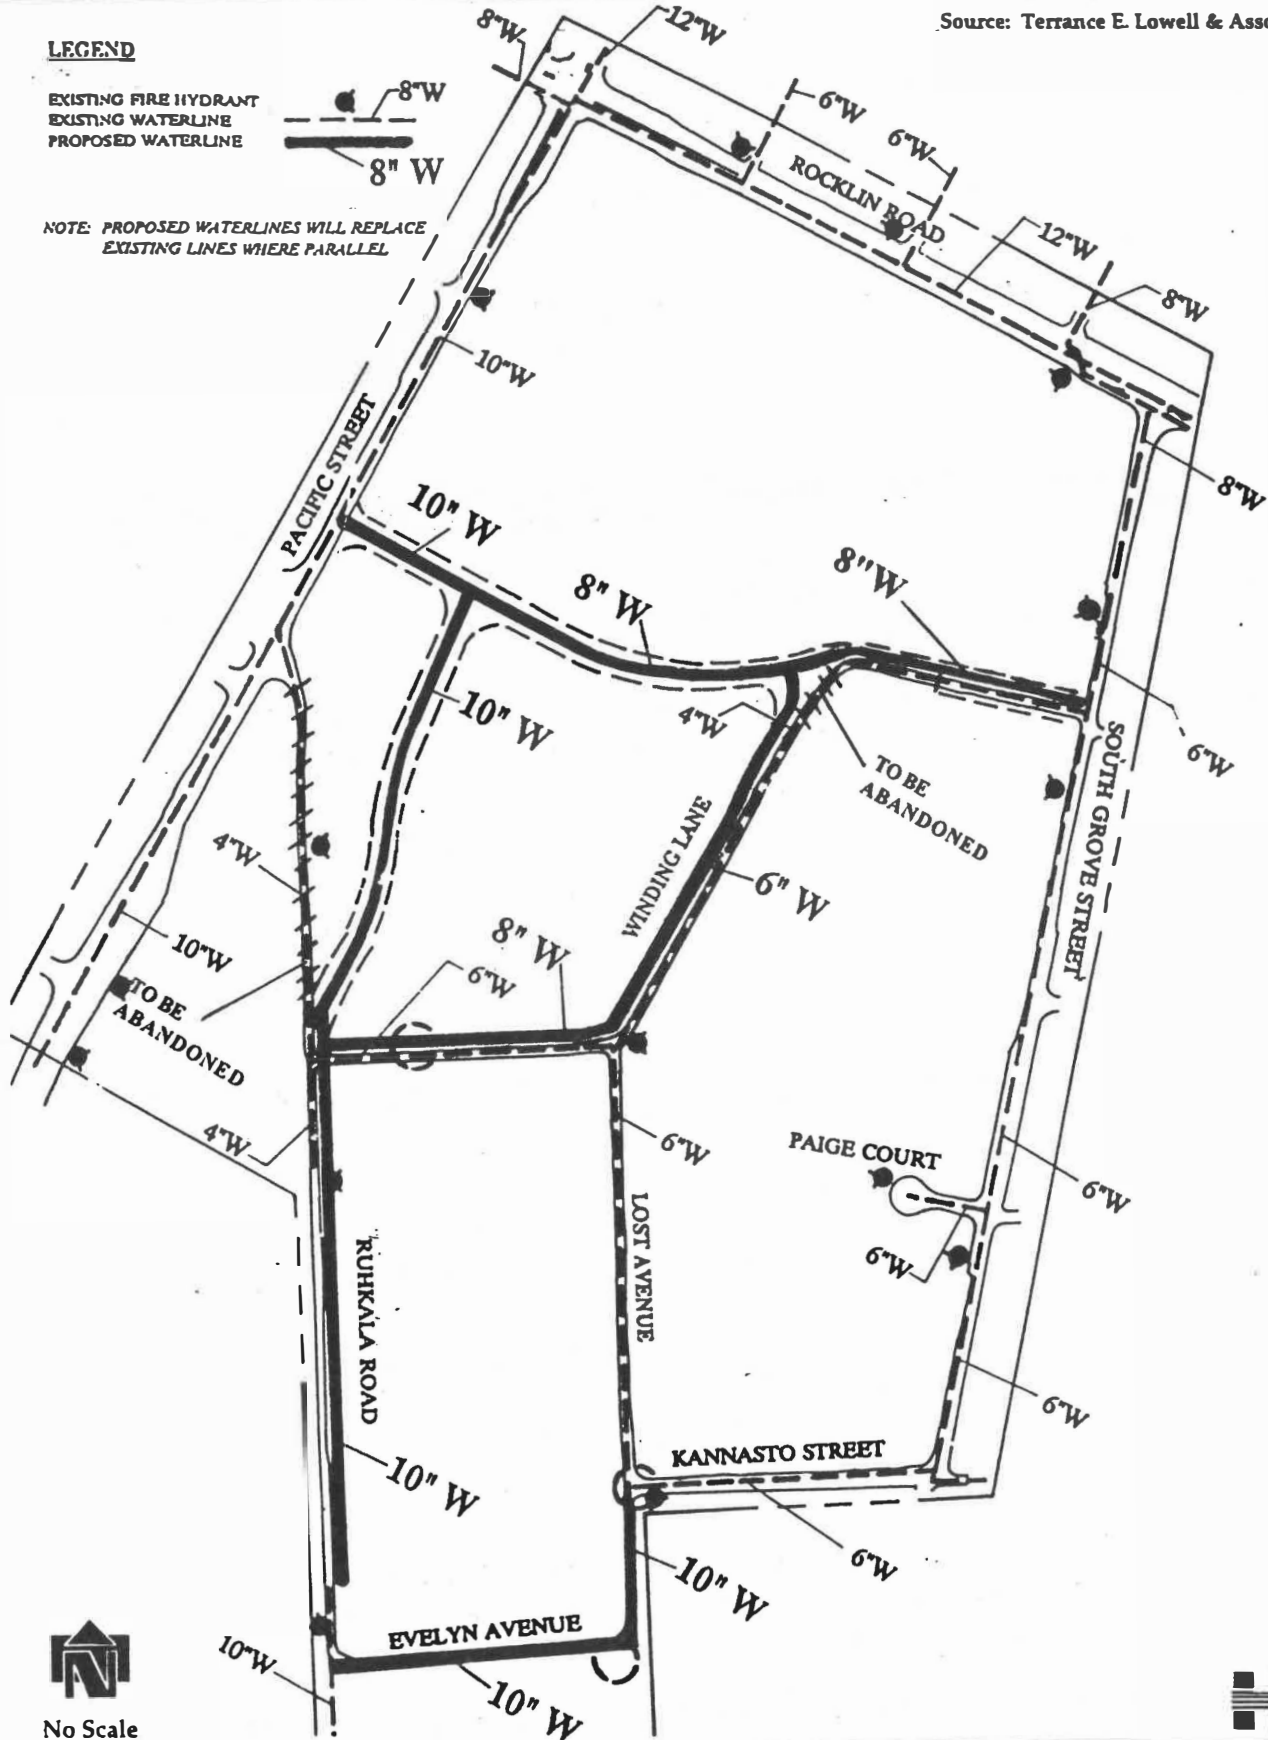 Source: Terrance E. Lowell & Asso
LEGEND
EXISTING FIRE HYDRANT
EXISTING WATERLINE
PROPOSED WATERLINE
8"W
8" W
NOTE: PROPOSED WATERLINES WILL REPLACE
EXISTING LINES WHERE PARALLEL
8"W
12"W
6"W
6"W
ROCKLIN ROAD
12"W
8"W
10"W
8"W
PACIFIC STREET
10" W
8" W
8"W
10" W
4"W
6"W
TO BE
ABANDONED
SOUTH GROVE STREET
4"W
WINDING LANE
6" W
10"W
8" W
6"W
TO BE
ABANDONED
4"W
6"W
PAIGE COURT
6"W
6"W
LOST AVENUE
RUHKALA ROAD
6"W
KANNASTO STREET
10" W
6"W
10" W
EVELYN AVENUE
10"W
10" W
N
No Scale